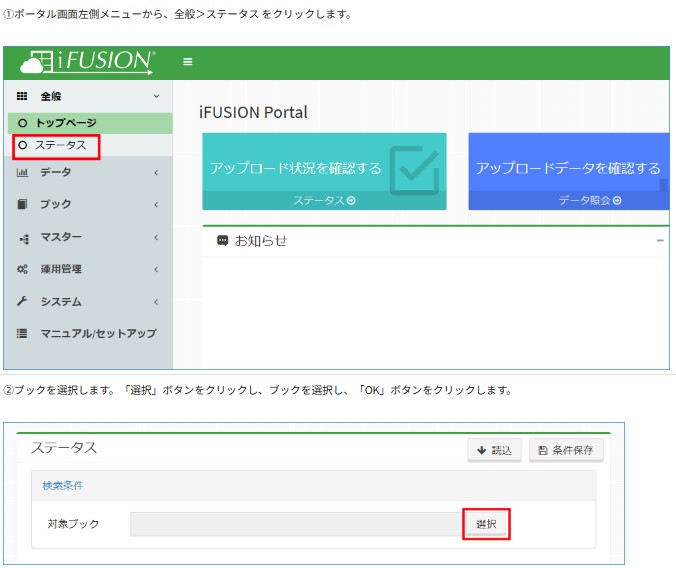 ①ポータル画面左側メニューから、全般＞ステータス をクリックします。
iFUSION®
全般
トップページ
ステータス
データ
ブック
マスター
運用管理
システム
マニュアル/セットアップ
iFUSION Portal
アップロード状況を確認する
ステータス
アップロードデータを確認する
データ照会
お知らせ
②ブックを選択します。「選択」ボタンをクリックし、ブックを選択し、「OK」ボタンをクリックします。
ステータス
読込
条件保存
検索条件
対象ブック
選択